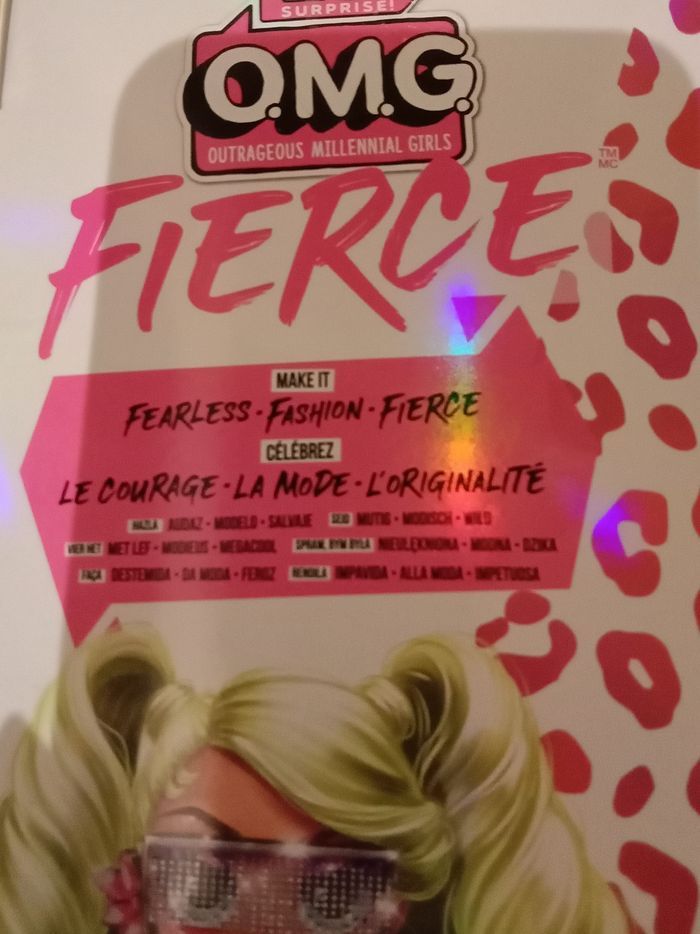 SURPRISE!
O.M.G.
OUTRAGEOUS MILLENNIAL GIRLS
FIERCE
TM
MC
MAKE IT
FEARLESS • FASHION • FIERCE
CÉLÉBREZ
LE COURAGE • LA MODE • L'ORIGINALITÉ
HAZLA AUDAZ • MODELO • SALVAJE SEID MUTIG • MODISCH • WILD
VIER HET MET LEF • MODIEUS • MEGACOOL SPRAW, BYM BYŁA NIEULĘKNIONA • MODNA • DZIKA
FAÇA DESTEMIDA • DA MODA • FEROZ RENDILA IMPAVIDA • ALLA MODA • IMPETUOSA